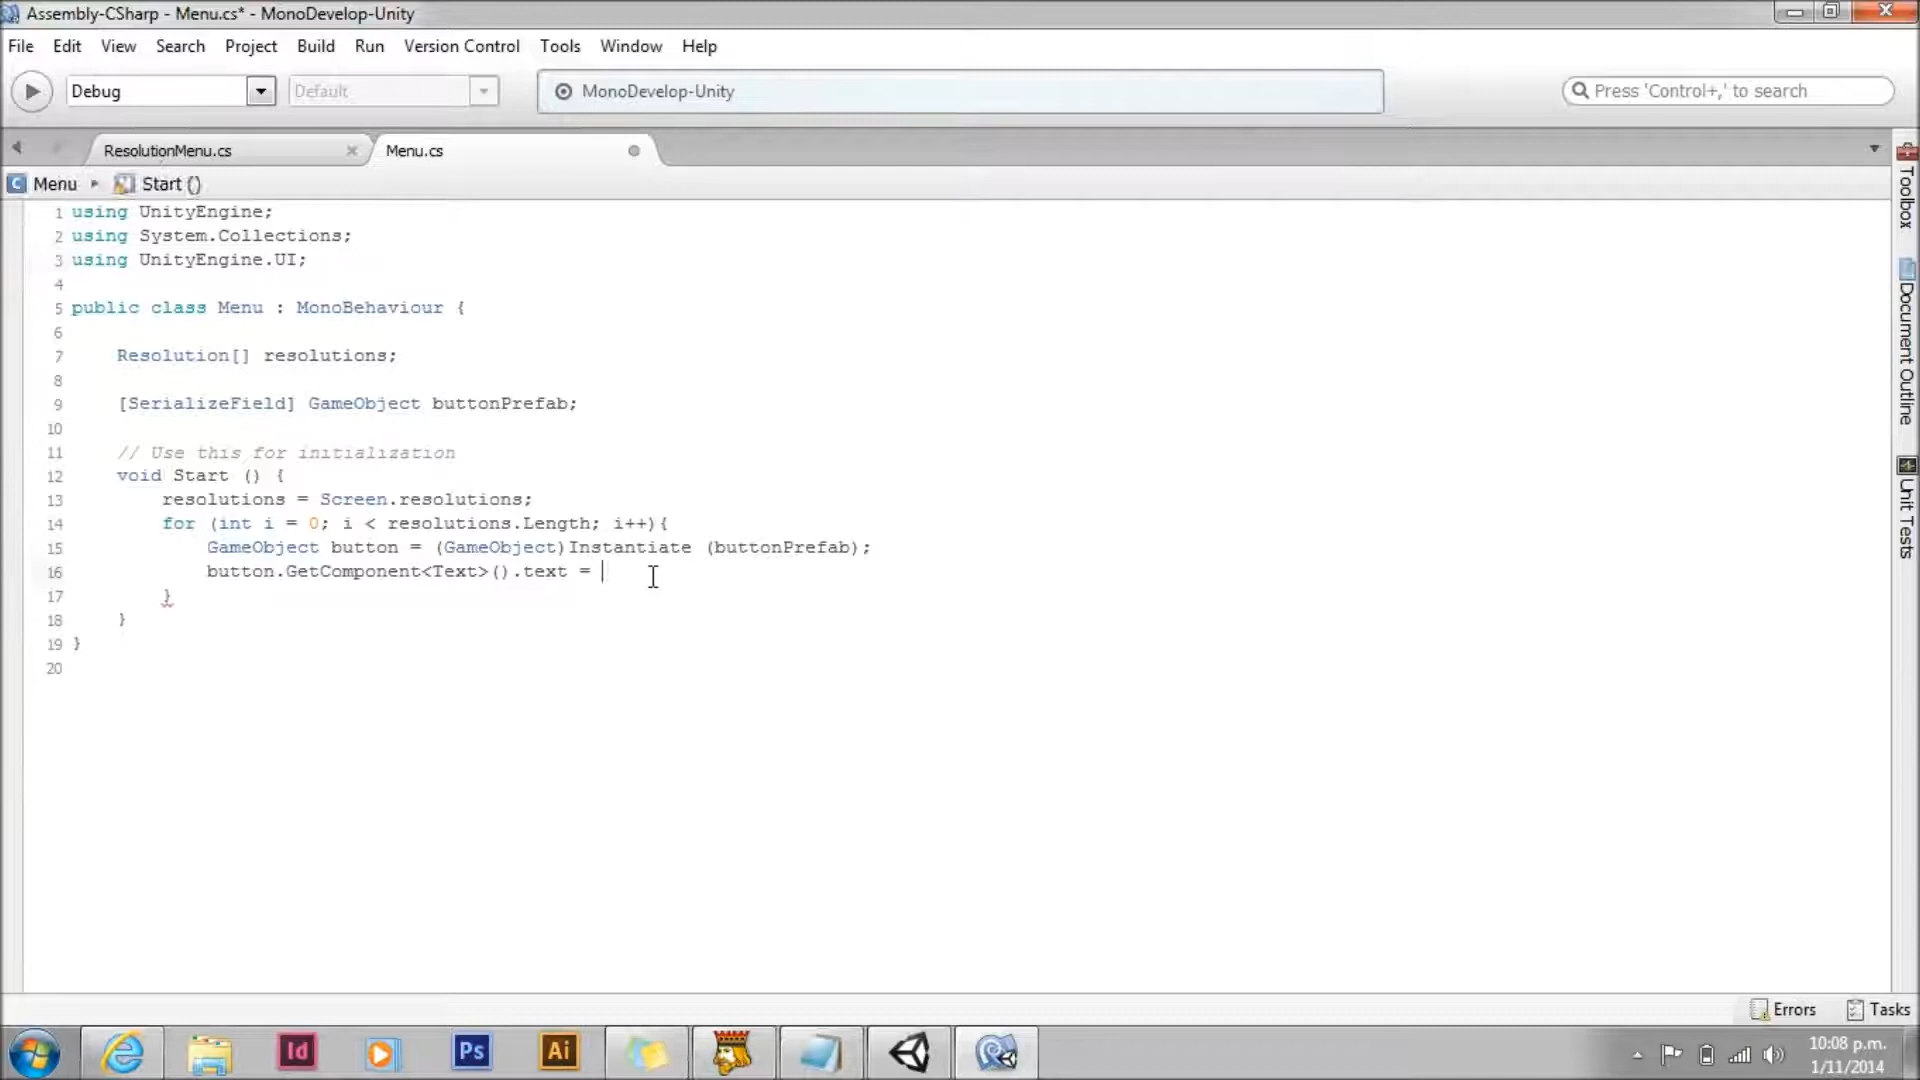 Assembly-CSharp - Menu.cs* - MonoDevelop-Unity
File Edit View Search Project Build Run Version Control Tools Window Help
Debug Default MonoDevelop-Unity Press 'Control+,' to search
ResolutionMenu.cs Menu.cs
C Menu Start ()
1 using UnityEngine;
2 using System.Collections;
3 using UnityEngine.UI;
4
5 public class Menu : MonoBehaviour {
6
7 Resolution[] resolutions;
8
9 [SerializeField] GameObject buttonPrefab;
10
11 // Use this for initialization
12 void Start () {
13 resolutions = Screen.resolutions;
14 for (int i = 0; i < resolutions.Length; i++){
15 GameObject button = (GameObject)Instantiate (buttonPrefab);
16 button.GetComponent<Text>().text =
17 }
18 }
19 }
20
Toolbox
Document Outline
Unit Tests
Errors Tasks
Id Ps Ai
10:08 p.m.
1/11/2014